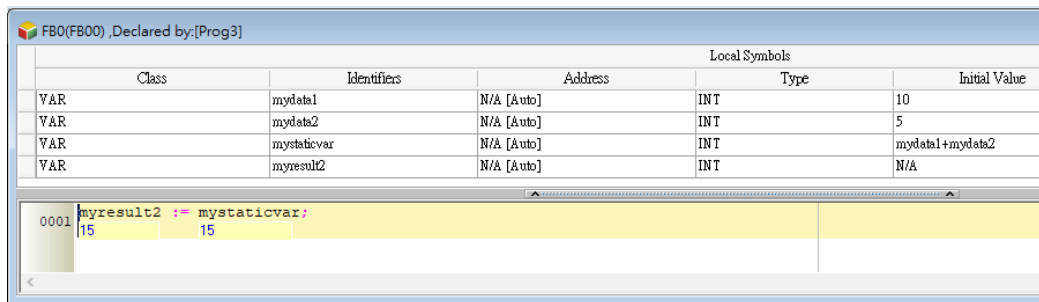 FB0(FB00) ,Declared by:[Prog3]
Local Symbols
Class Identifiers Address Type Initial Value
VAR mydata1 N/A [Auto] INT 10
VAR mydata2 N/A [Auto] INT 5
VAR mystaticvar N/A [Auto] INT mydata1+mydata2
VAR myresult2 N/A [Auto] INT N/A
0001 myresult2 := mystaticvar;
15 15